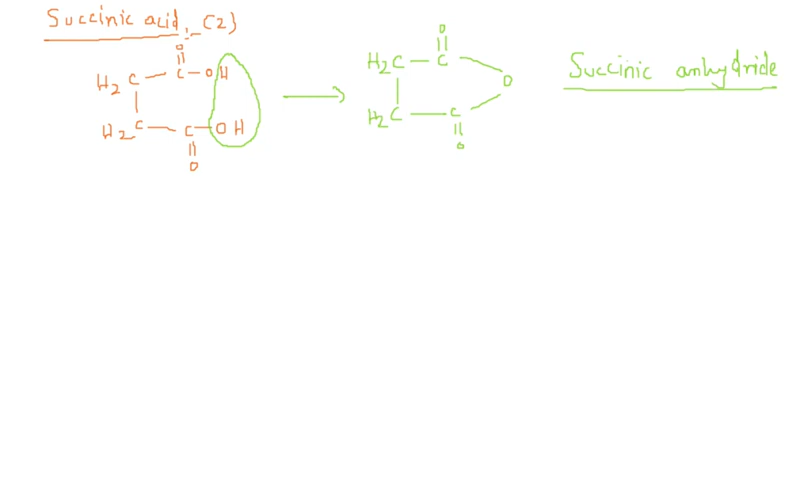 Succinic acid, (2)
O
H2C — C — OH
H2C — C — OH
O
O
H2C — C
O
H2C — C
O
Succinic anhydride